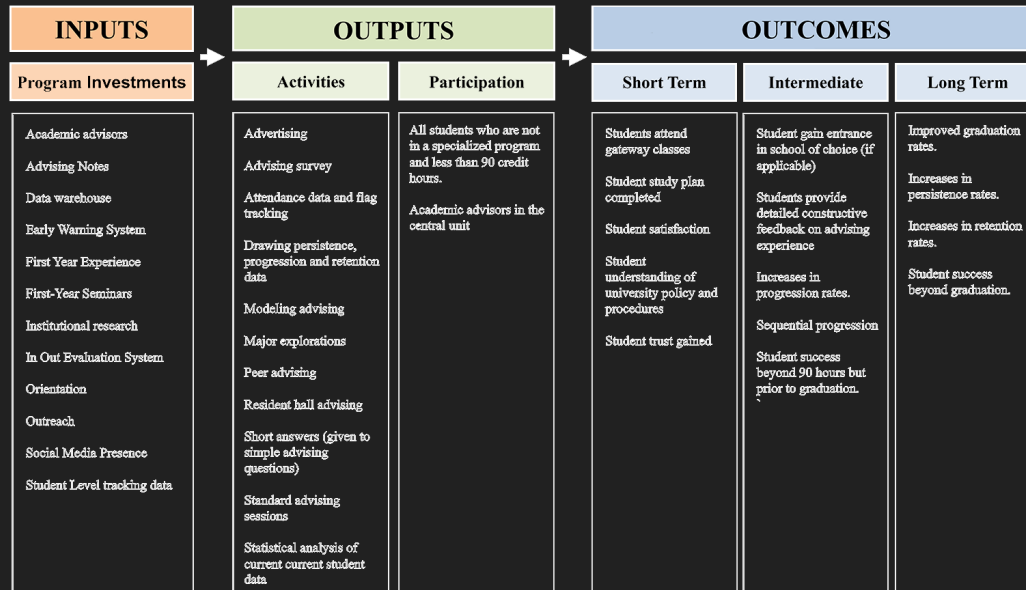 INPUTS
OUTPUTS
OUTCOMES
Program Investments
Activities
Participation
Short Term
Intermediate
Long Term
Academic advisors
Advising Notes
Data warehouse
Early Warning System
First Year Experience
First-Year Seminars
Institutional research
In Out Evaluation System
Orientation
Outreach
Social Media Presence
Student Level tracking data
Advertising
Advising survey
Attendance data and flag
tracking
Drawing persistence,
progression and retention
data
Modeling advising
Major explorations
Peer advising
Resident hall advising
Short answers (given to
simple advising
questions)
Standard advising
sessions
Statistical analysis of
current current student
data
All students who are not
in a specialized program
and less than 90 credit
hours.
Academic advisors in the
central unit
Students attend
gateway classes
Student study plan
completed
Student satisfaction
Student
understanding of
university policy and
procedures
Student trust gained
Student gain entrance
in school of choice (if
applicable)
Students provide
detailed constructive
feedback on advising
experience
Increases in
progression rates.
Sequential progression
Student success
beyond 90 hours but
prior to graduation.
`
Improved graduation
rates.
Increases in
persistence rates.
Increases in retention
rates.
Student success
beyond graduation.